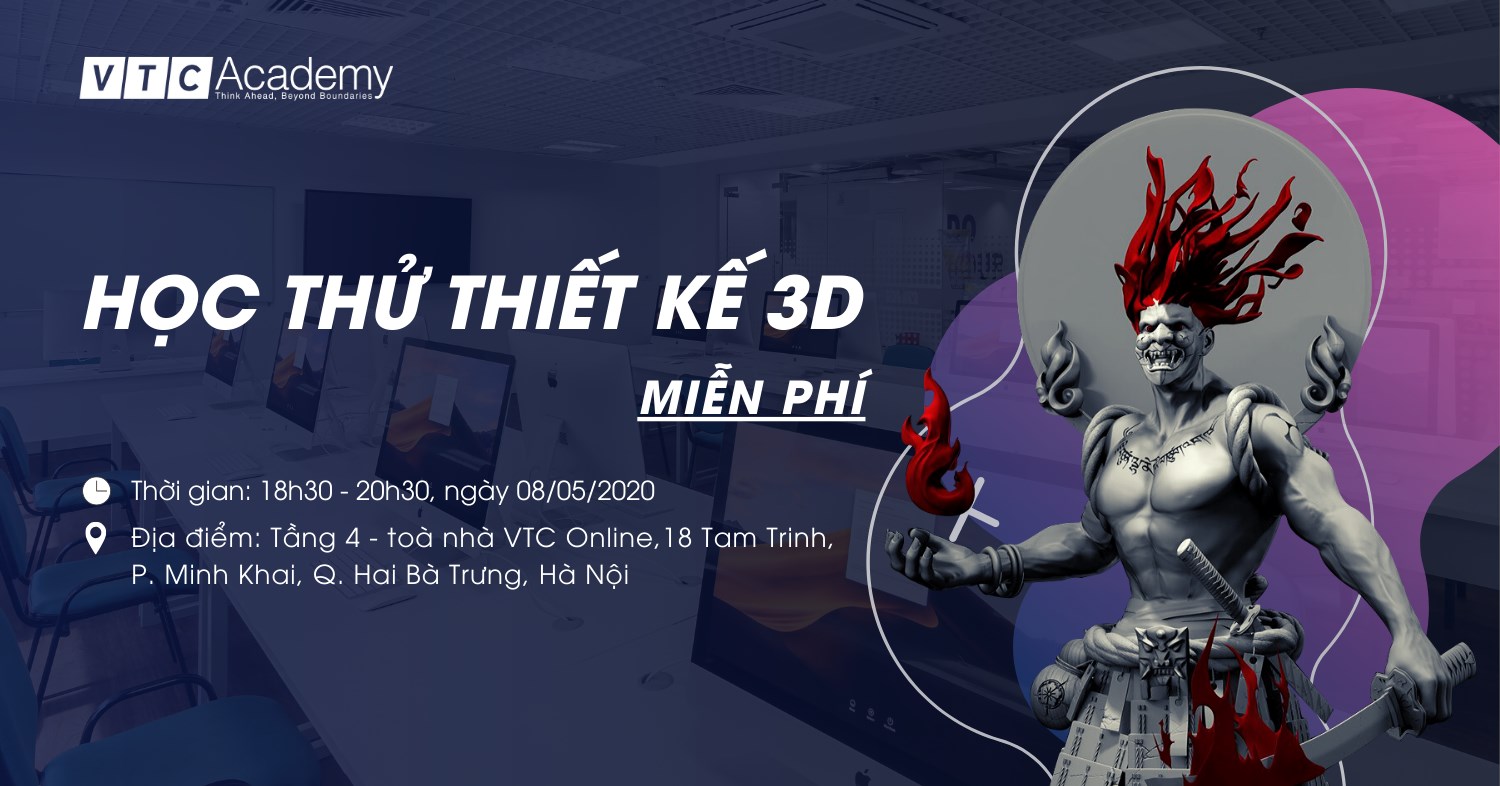 VTC Academy
Think Ahead, Beyond Boundaries
HỌC THỬ THIẾT KẾ 3D
MIỄN PHÍ
Thời gian: 18h30 - 20h30, ngày 08/05/2020
Địa điểm: Tầng 4 - toà nhà VTC Online,18 Tam Trinh,
P. Minh Khai, Q. Hai Bà Trưng, Hà Nội